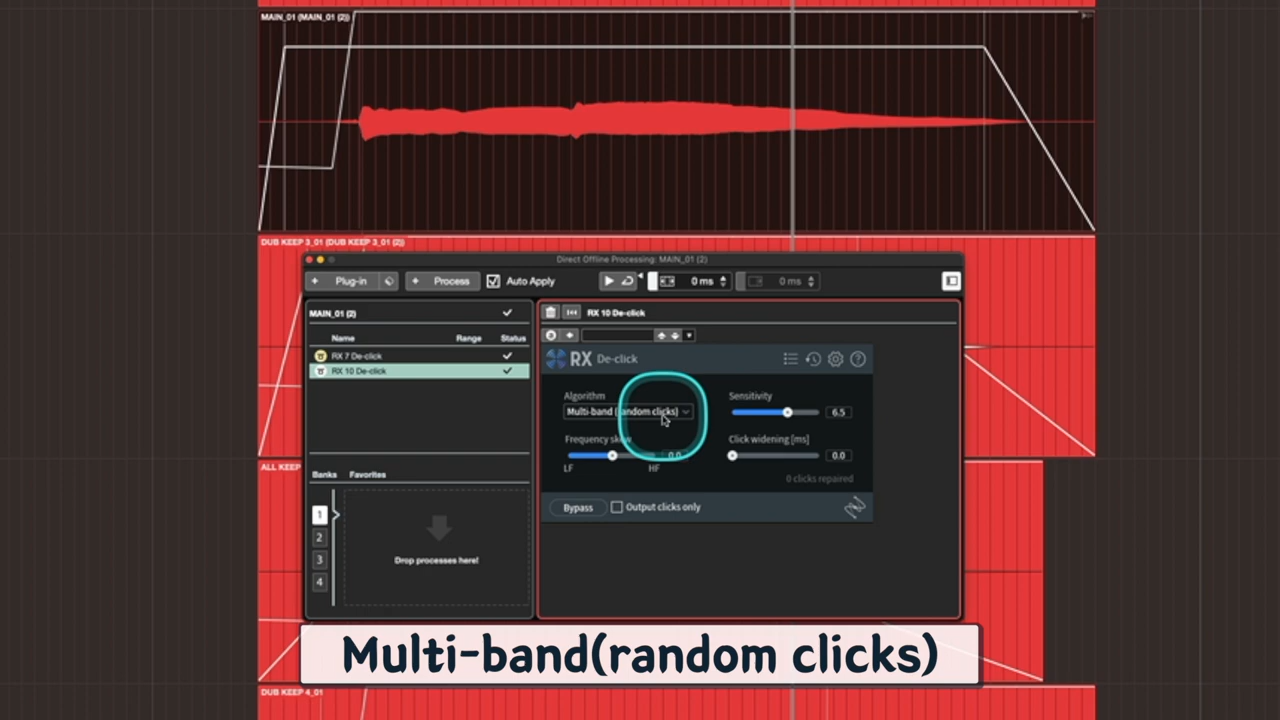 MAIN_01 (MAIN_01 (2))
DUB KEEP 3_01 (DUB KEEP 3_01 (2))
Direct Offline Processing: MAIN_01 (2)
+ Plug-in + Process Auto Apply 0 ms 0 ms
MAIN_01 (2)
RX 10 De-click
Name Range Status
RX 7 De-click
RX 10 De-click
RX De-click
Algorithm Sensitivity
Multi-band (random clicks) 6.5
Frequency skew Click widening [ms]
0.0 0.0
LF HF
0 clicks repaired
ALL KEEP
Banks Favorites
1
2
3
4
Drop processes here!
Bypass Output clicks only
Multi-band(random clicks)
DUB KEEP 4_01